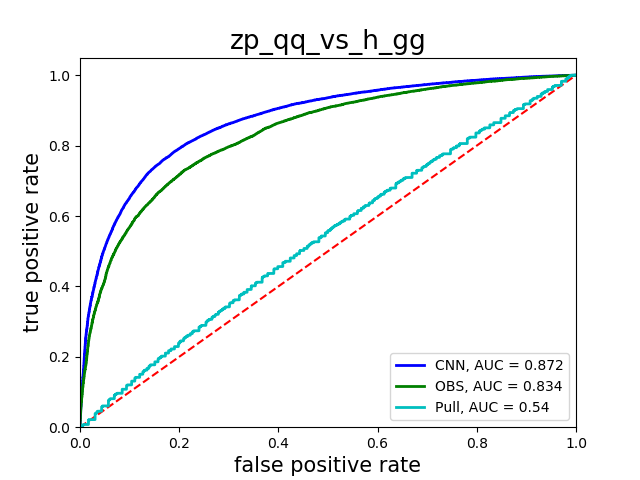 zp_qq_vs_h_gg
true positive rate
1.0
0.8
0.6
0.4
0.2
0.0
0.0 0.2 0.4 0.6 0.8 1.0
false positive rate
CNN, AUC = 0.872
OBS, AUC = 0.834
Pull, AUC = 0.54